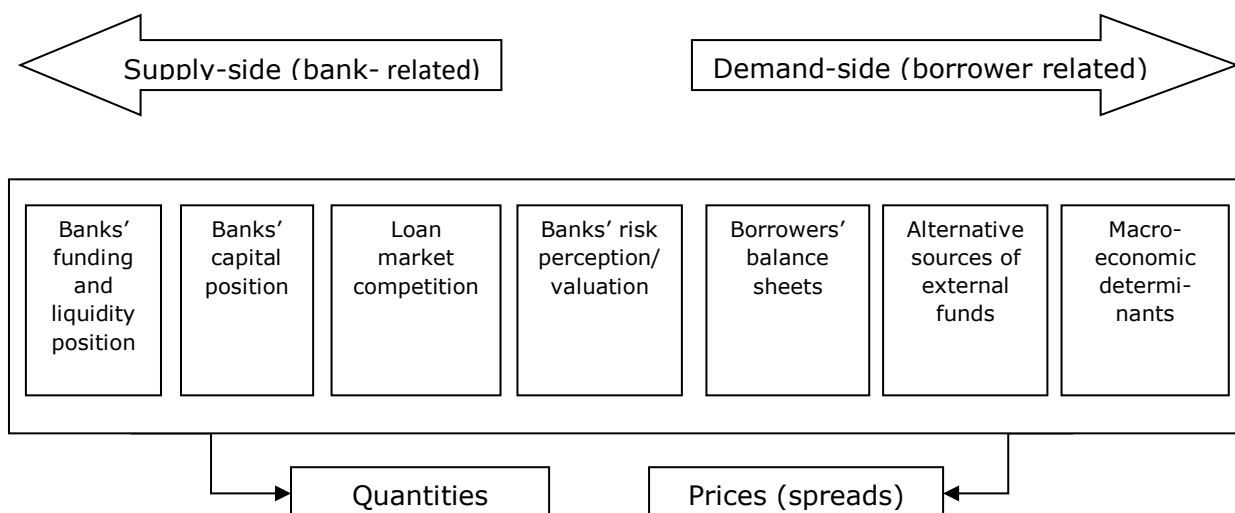 Supply-side (bank- related)
Demand-side (borrower related)
Banks’
funding
and
liquidity
position
Banks’
capital
position
Loan
market
competition
Banks’ risk
perception/
valuation
Borrowers’
balance
sheets
Alternative
sources of
external
funds
Macro-
economic
determi-
nants
Quantities
Prices (spreads)